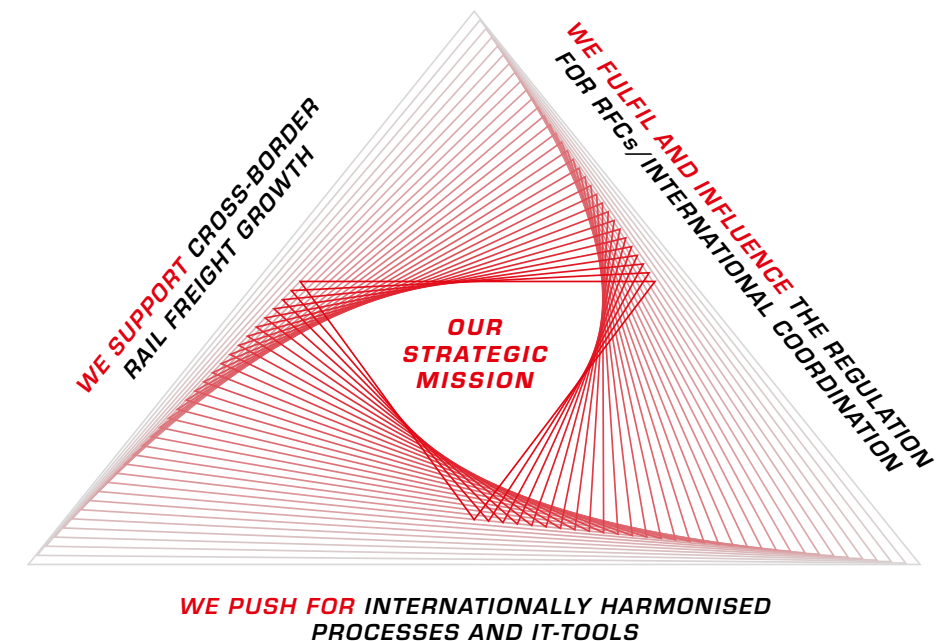 WE SUPPORT CROSS-BORDER
RAIL FREIGHT GROWTH
WE FULFIL AND INFLUENCE THE REGULATION
FOR RFCs/INTERNATIONAL COORDINATION
OUR
STRATEGIC
MISSION
WE PUSH FOR INTERNATIONALLY HARMONISED
PROCESSES AND IT-TOOLS